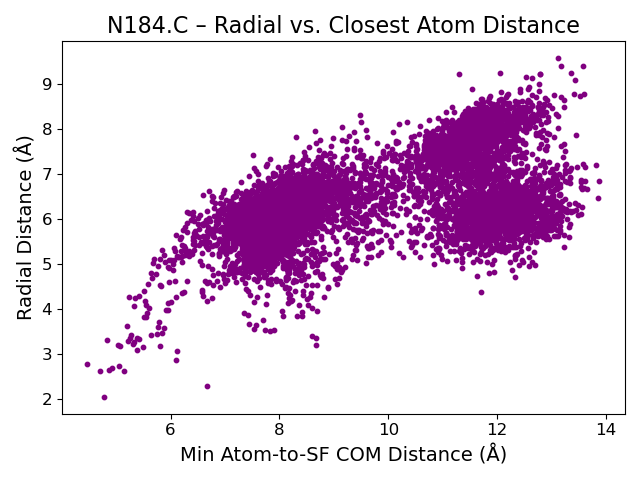 N184.C – Radial vs. Closest Atom Distance
Radial Distance (Å)
9
8
7
6
5
4
3
2
6 8 10 12 14
Min Atom-to-SF COM Distance (Å)